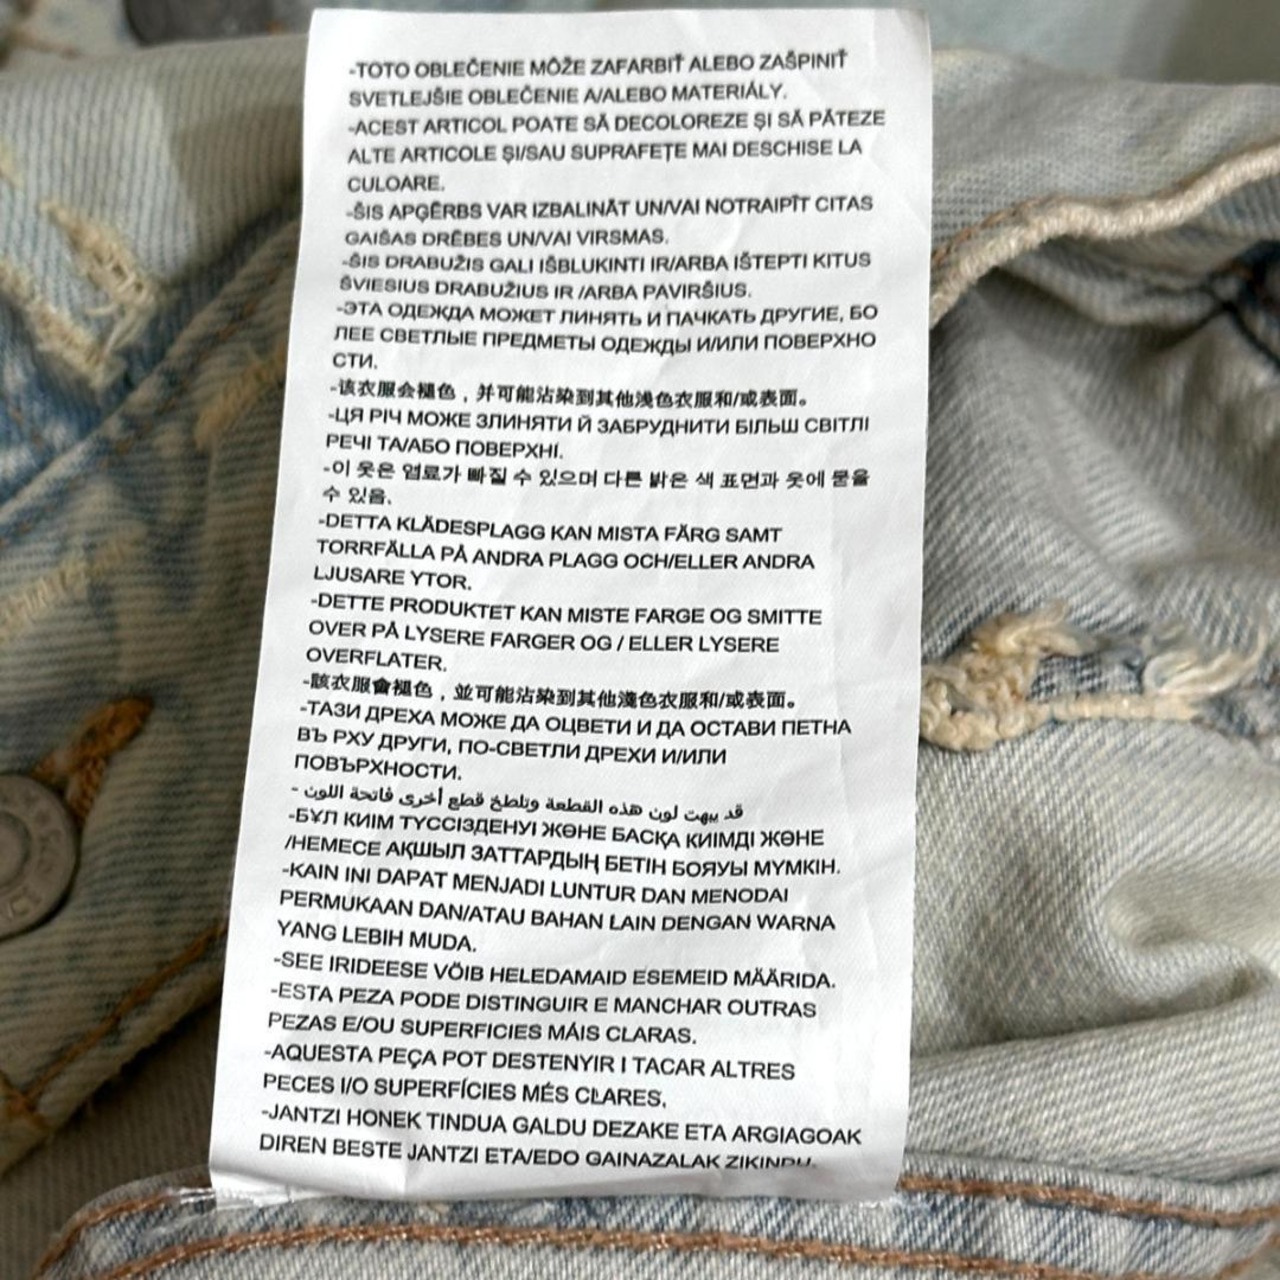 -TOTO OBLEČENIE MÔŽE ZAFARBIŤ ALEBO ZAŠPINIŤ
SVETLEJŠIE OBLEČENIE A/ALEBO MATERIÁLY.
-ACEST ARTICOL POATE SĂ DECOLOREZE ȘI SĂ PĂTEZE
ALTE ARTICOLE ȘI/SAU SUPRAFEȚE MAI DESCHISE LA
CULOARE.
-ŠIS APĢĒRBS VAR IZBALINĀT UN/VAI NOTRAIPĪT CITAS
GAIŠAS DRĒBES UN/VAI VIRSMAS.
-ŠIS DRABUŽIS GALI IŠBLUKINTI IR/ARBA IŠTEPTI KITUS
ŠVIESIUS DRABUŽIUS IR /ARBA PAVIRŠIUS.
-ЭТА ОДЕЖДА МОЖЕТ ЛИНЯТЬ И ПАЧКАТЬ ДРУГИЕ, БО
ЛЕЕ СВЕТЛЫЕ ПРЕДМЕТЫ ОДЕЖДЫ И/ИЛИ ПОВЕРХНО
СТИ.
-该衣服会褪色，并可能沾染到其他浅色衣服和/或表面。
-ЦЯ РІЧ МОЖЕ ЗЛИНЯТИ Й ЗАБРУДНИТИ БІЛЬШ СВІТЛІ
РЕЧІ ТА/АБО ПОВЕРХНІ.
-이 옷은 염료가 빠질 수 있으며 다른 밝은 색 표면과 옷에 묻을
수 있음.
-DETTA KLÄDESPLAGG KAN MISTA FÄRG SAMT
TORRFÄLLA PÅ ANDRA PLAGG OCH/ELLER ANDRA
LJUSARE YTOR.
-DETTE PRODUKTET KAN MISTE FARGE OG SMITTE
OVER PÅ LYSERE FARGER OG / ELLER LYSERE
OVERFLATER.
-該衣服會褪色，並可能沾染到其他淺色衣服和/或表面。
-ТАЗИ ДРЕХА МОЖЕ ДА ОЦВЕТИ И ДА ОСТАВИ ПЕТНА
ВЪ РХУ ДРУГИ, ПО-СВЕТЛИ ДРЕХИ И/ИЛИ
ПОВЪРХНОСТИ.
قد يبهت لون هذه القطعة وتلطخ قطع أخرى فاتحة اللون -
-БҰЛ КИІМ ТҮССІЗДЕНУІ ЖӘНЕ БАСҚА КИІМДІ ЖӘНЕ
/НЕМЕСЕ АҚШЫЛ ЗАТТАРДЫҢ БЕТІН БОЯУЫ МҮМКІН.
-KAIN INI DAPAT MENJADI LUNTUR DAN MENODAI
PERMUKAAN DAN/ATAU BAHAN LAIN DENGAN WARNA
YANG LEBIH MUDA.
-SEE IRIDEESE VÖIB HELEDAMAID ESEMEID MÄÄRIDA.
-ESTA PEZA PODE DISTINGUIR E MANCHAR OUTRAS
PEZAS E/OU SUPERFICIES MÁIS CLARAS.
-AQUESTA PEÇA POT DESTENYIR I TACAR ALTRES
PECES I/O SUPERFÍCIES MÉS CLARES.
-JANTZI HONEK TINDUA GALDU DEZAKE ETA ARGIAGOAK
DIREN BESTE JANTZI ETA/EDO GAINAZALAK ZIKINDU.